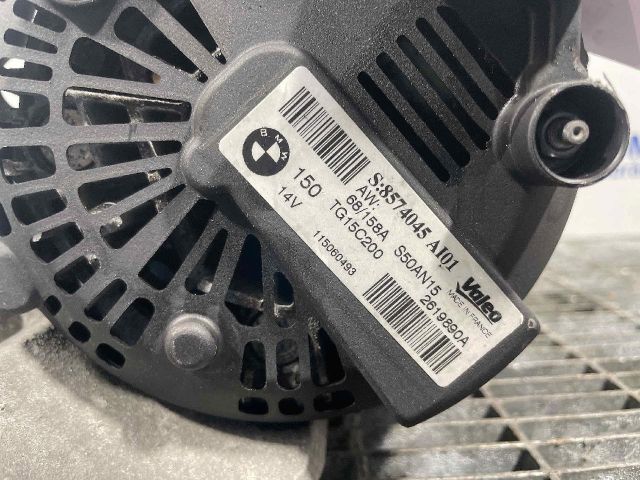 S:8574045 AI01
AW:
68/158A S50AN15
150 TG15C200 2619890A
14V
115060493
BMW
Valeo
MADE IN FRANCE